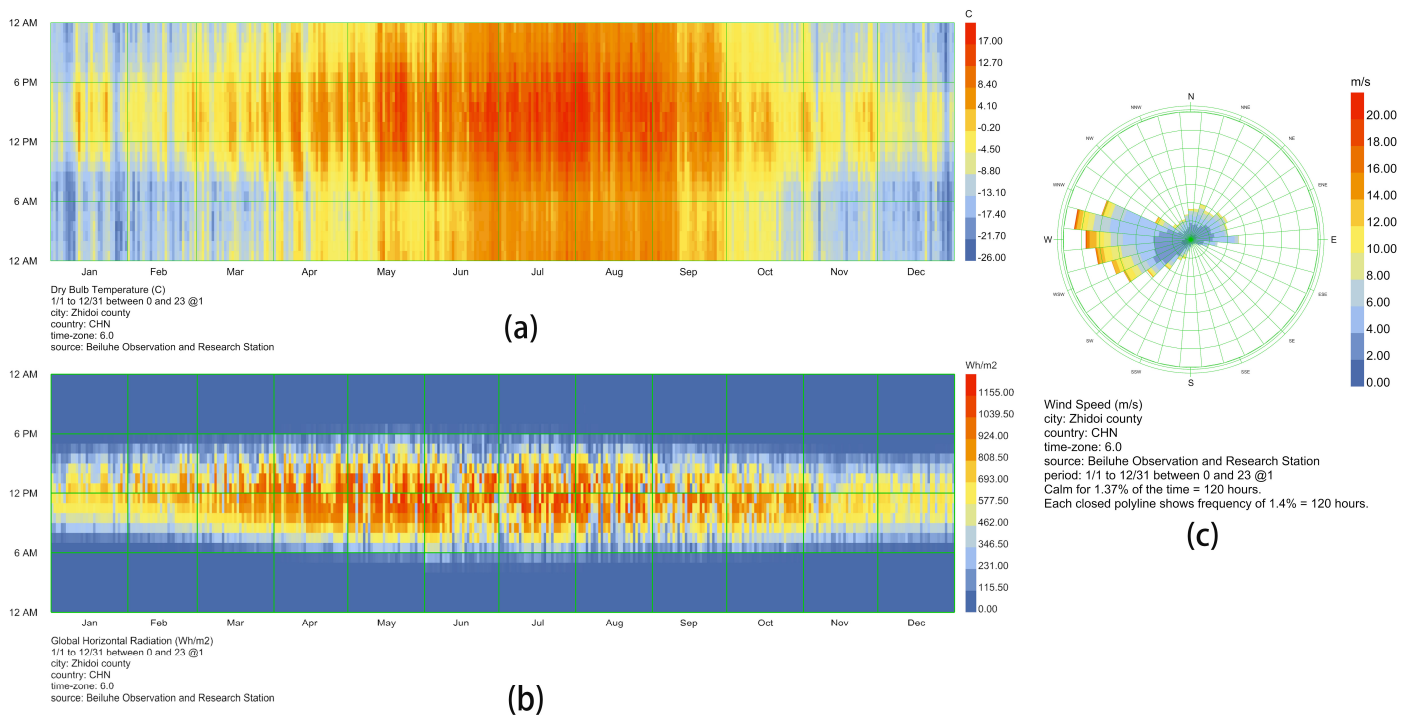 C
12 AM
6 PM
12 PM
6 AM
12 AM
17.00
12.70
8.40
4.10
-0.20
-4.50
-8.80
-13.10
-17.40
-21.70
-26.00
Jan Feb Mar Apr May Jun Jul Aug Sep Oct Nov Dec
Dry Bulb Temperature (C)
1/1 to 12/31 between 0 and 23 @1
city: Zhidoi county
country: CHN
time-zone: 6.0
source: Beiluhe Observation and Research Station
(a)
Wh/m2
12 AM
6 PM
12 PM
6 AM
12 AM
1155.00
1039.50
924.00
808.50
693.00
577.50
462.00
346.50
231.00
115.50
0.00
Jan Feb Mar Apr May Jun Jul Aug Sep Oct Nov Dec
Global Horizontal Radiation (Wh/m2)
1/1 to 12/31 between 0 and 23 @1
city: Zhidoi county
country: CHN
time-zone: 6.0
source: Beiluhe Observation and Research Station
(b)
m/s
N
NNW NNE
NW NE
WNW ENE
W E
WSW ESE
SW SE
SSW SSE
S
20.00
18.00
16.00
14.00
12.00
10.00
8.00
6.00
4.00
2.00
0.00
Wind Speed (m/s)
city: Zhidoi county
country: CHN
time-zone: 6.0
source: Beiluhe Observation and Research Station
period: 1/1 to 12/31 between 0 and 23 @1
Calm for 1.37% of the time = 120 hours.
Each closed polyline shows frequency of 1.4% = 120 hours.
(c)